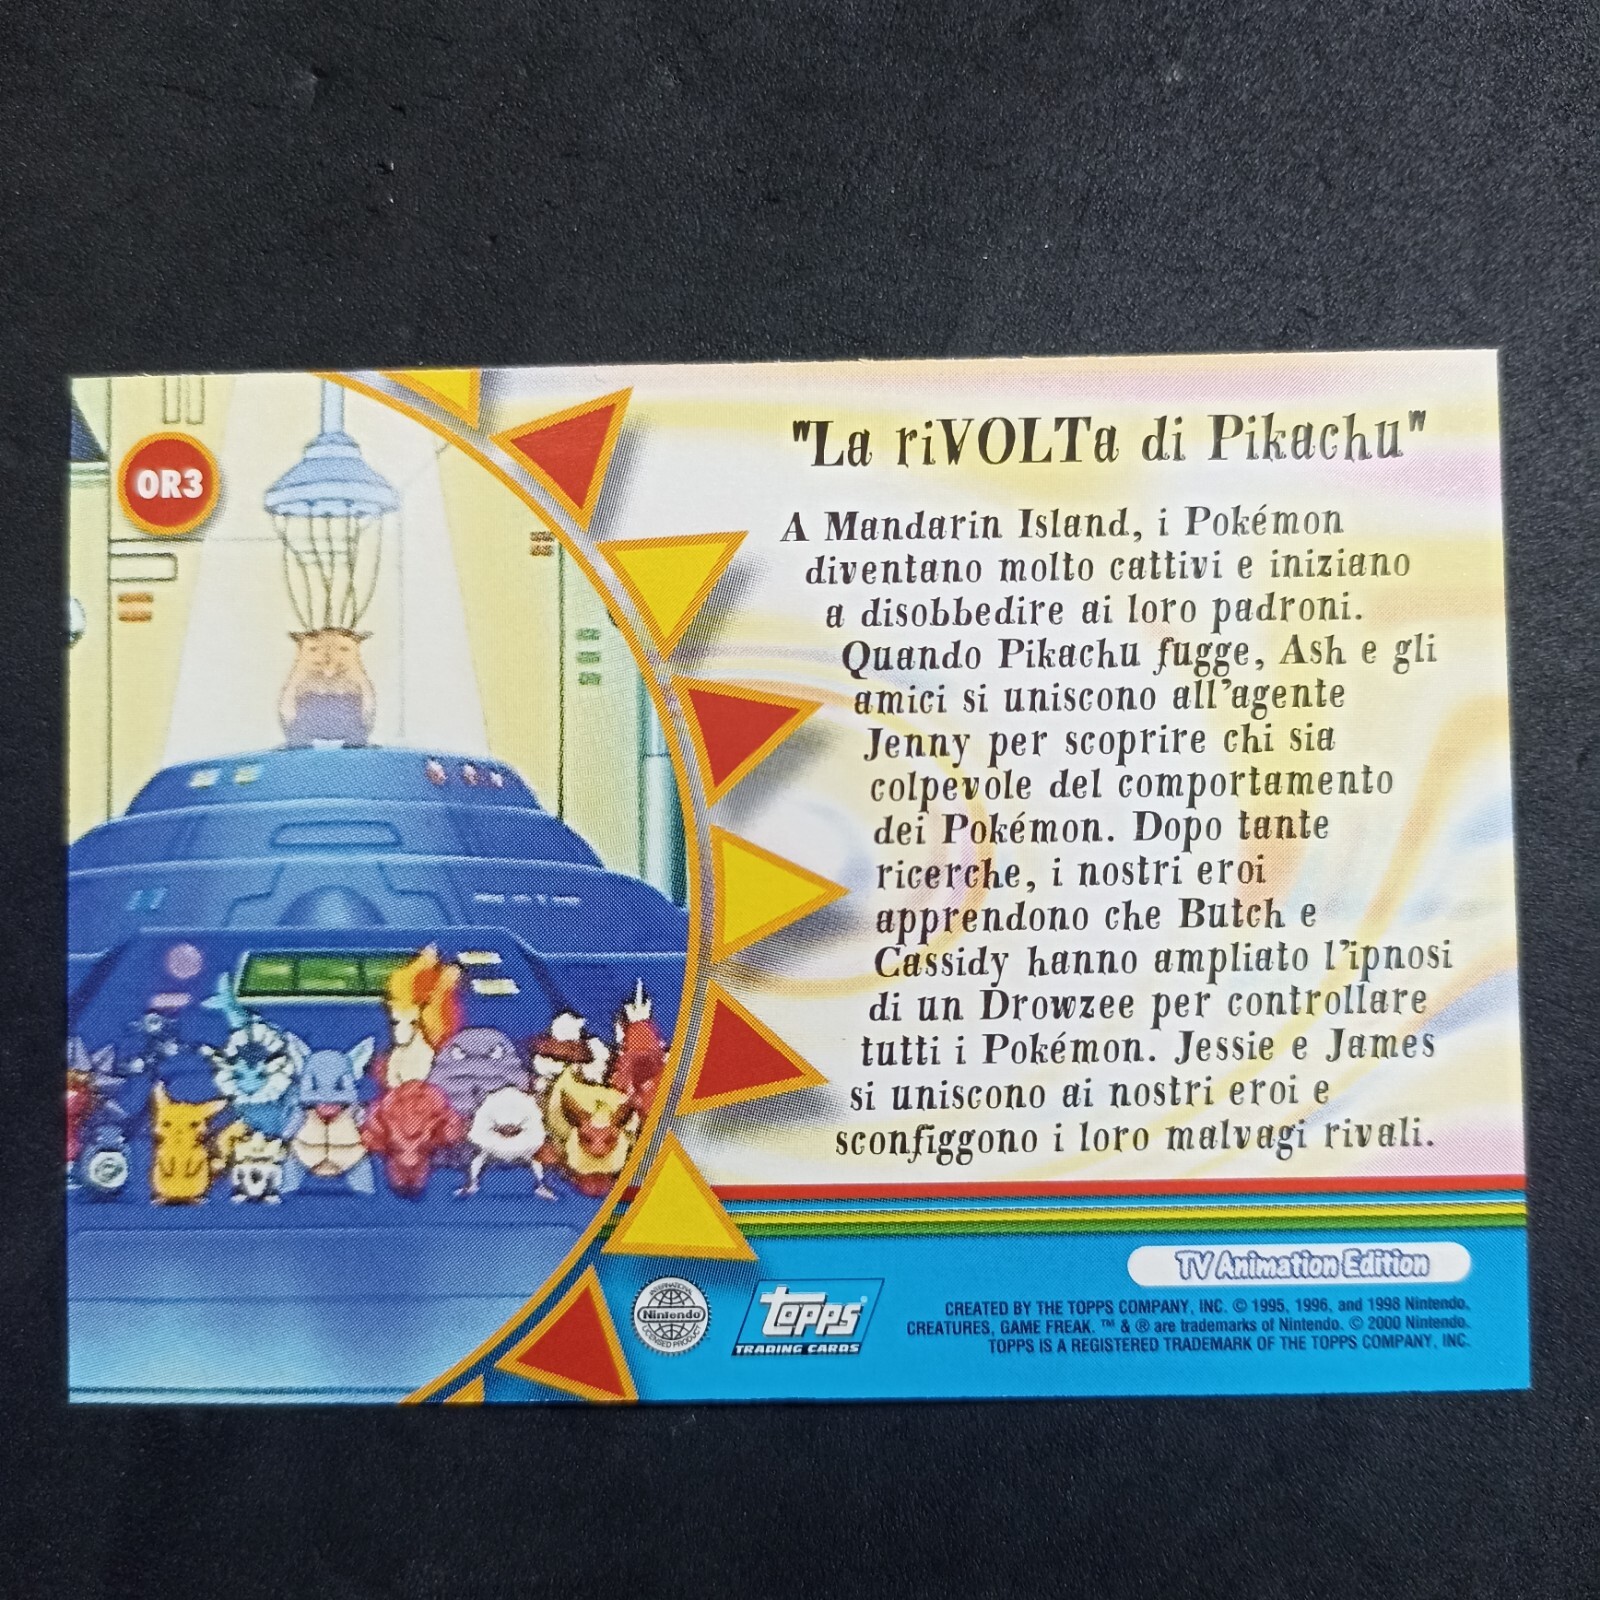 OR3
"La riVOLTa di Pikachu"
A Mandarin Island, i Pokémon
diventano molto cattivi e iniziano
a disobbedire ai loro padroni.
Quando Pikachu fugge, Ash e gli
amici si uniscono all'agente
Jenny per scoprire chi sia
colpevole del comportamento
dei Pokémon. Dopo tante
ricerche, i nostri eroi
apprendono che Butch e
Cassidy hanno ampliato l'ipnosi
di un Drowzee per controllare
tutti i Pokémon. Jessie e James
si uniscono ai nostri eroi e
sconfiggono i loro malvagi rivali.
TV Animation Edition
INTERNATIONAL
Nintendo
LICENSED PRODUCT
topps®
TRADING CARDS
CREATED BY THE TOPPS COMPANY, INC. © 1995, 1996, and 1998 Nintendo,
CREATURES, GAME FREAK. ™ & ® are trademarks of Nintendo. © 2000 Nintendo.
TOPPS IS A REGISTERED TRADEMARK OF THE TOPPS COMPANY, INC.